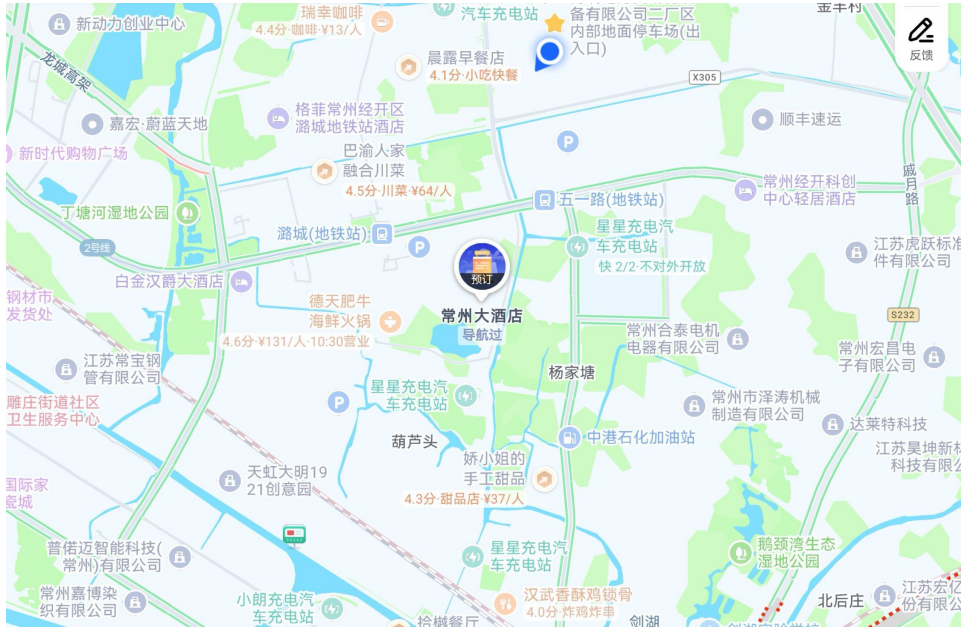 新动力创业中心
瑞幸咖啡
4.4分·咖啡·¥13/人
汽车充电站
备有限公司二厂区
内部地面停车场(出
入口)
金丰村
反馈
龙城高架
晨露早餐店
4.1分·小吃快餐
X305
嘉宏·蔚蓝天地
格菲常州经开区
潞城地铁站酒店
顺丰速运
新时代购物广场
巴渝人家
融合川菜
4.5分·川菜·¥64/人
戚月路
常州经开科创
中心轻居酒店
丁塘河湿地公园
五一路(地铁站)
潞城(地铁站)
星星充电汽
车充电站
快 2/2·不对外开放
2号线
江苏虎跃标准
件有限公司
白金汉爵大酒店
预订
钢材市
发货处
德天肥牛
海鲜火锅
4.6分·¥131/人·10:30营业
常州大酒店
导航过
S232
常州合泰电机
电器有限公司
常州宏昌电
子有限公司
江苏常宝钢
管有限公司
杨家塘
星星充电汽
车充电站
雕庄街道社区
卫生服务中心
常州市泽涛机械
制造有限公司
达莱特科技
葫芦头
中港石化加油站
江苏昊坤新材
科技有限公
娇小姐的
手工甜品
4.3分·甜品店·¥37/人
天虹大明19
21创意园
国际家
瓷城
普偌迈智能科技(
常州)有限公司
星星充电汽
车充电站
鹅颈湾生态
湿地公园
常州嘉博染
织有限公司
小朗充电汽
车充电站
汉武香酥鸡锁骨
4.0分·炸鸡炸串
北后庄
江苏宏亿
份有限公
拾樾餐厅
剑湖
剑湖实验学校